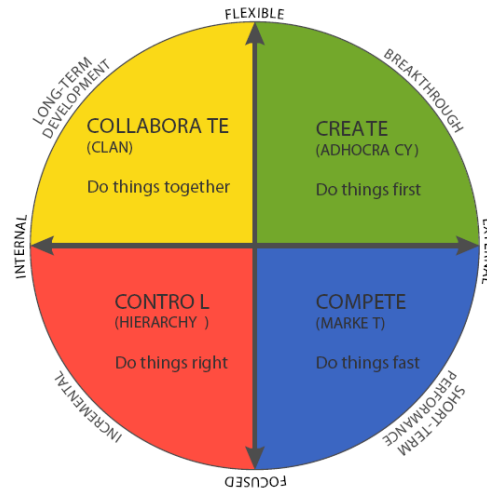 FLEXIBLE
LONG-TERM
DEVELOPMENT
BREAKTHROUGH
COLLABORA TE
(CLAN)
Do things together
CREATE
(ADHOCRA CY)
Do things first
INTERNAL
EXTERNAL
CONTRO L
(HIERARCHY )
Do things right
COMPETE
(MARKE T)
Do things fast
INCREMENTAL
SHORT-TERM
PERFORMANCE
FOCUSED